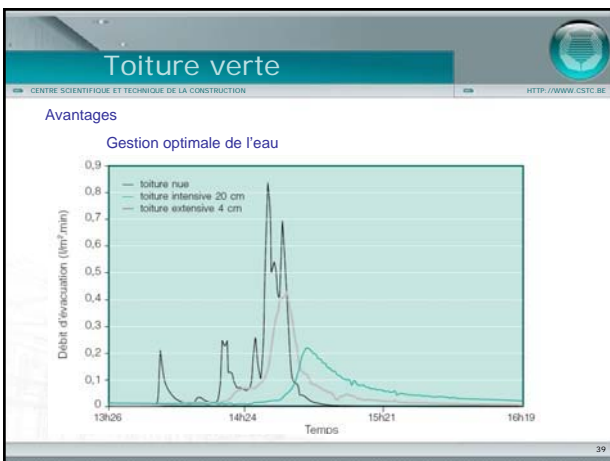 Toiture verte
CENTRE SCIENTIFIQUE ET TECHNIQUE DE LA CONSTRUCTION
HTTP://WWW.CSTC.BE
Avantages
Gestion optimale de l'eau
Débit d'évacuation (l/m².min)
0,9
0,8
0,7
0,6
0,5
0,4
0,3
0,2
0,1
0
toiture nue
toiture intensive 20 cm
toiture extensive 4 cm
13h26
14h24
15h21
16h19
Temps
39